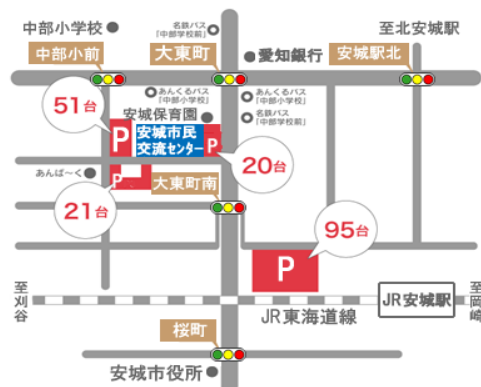 名鉄バス
「中部学校前」
中部小学校
至北安城駅
中部小前
大東町
愛知銀行
安城駅北
51台
あんくるバス
「中部小学校」
あんくるバス
「中部小学校」
安城保育園
名鉄バス
「中部学校前」
P
安城市民
交流センター
P
20台
あんぱ〜く
P
大東町南
21台
95台
P
至刈谷
JR安城駅
至岡崎
JR東海道線
桜町
安城市役所